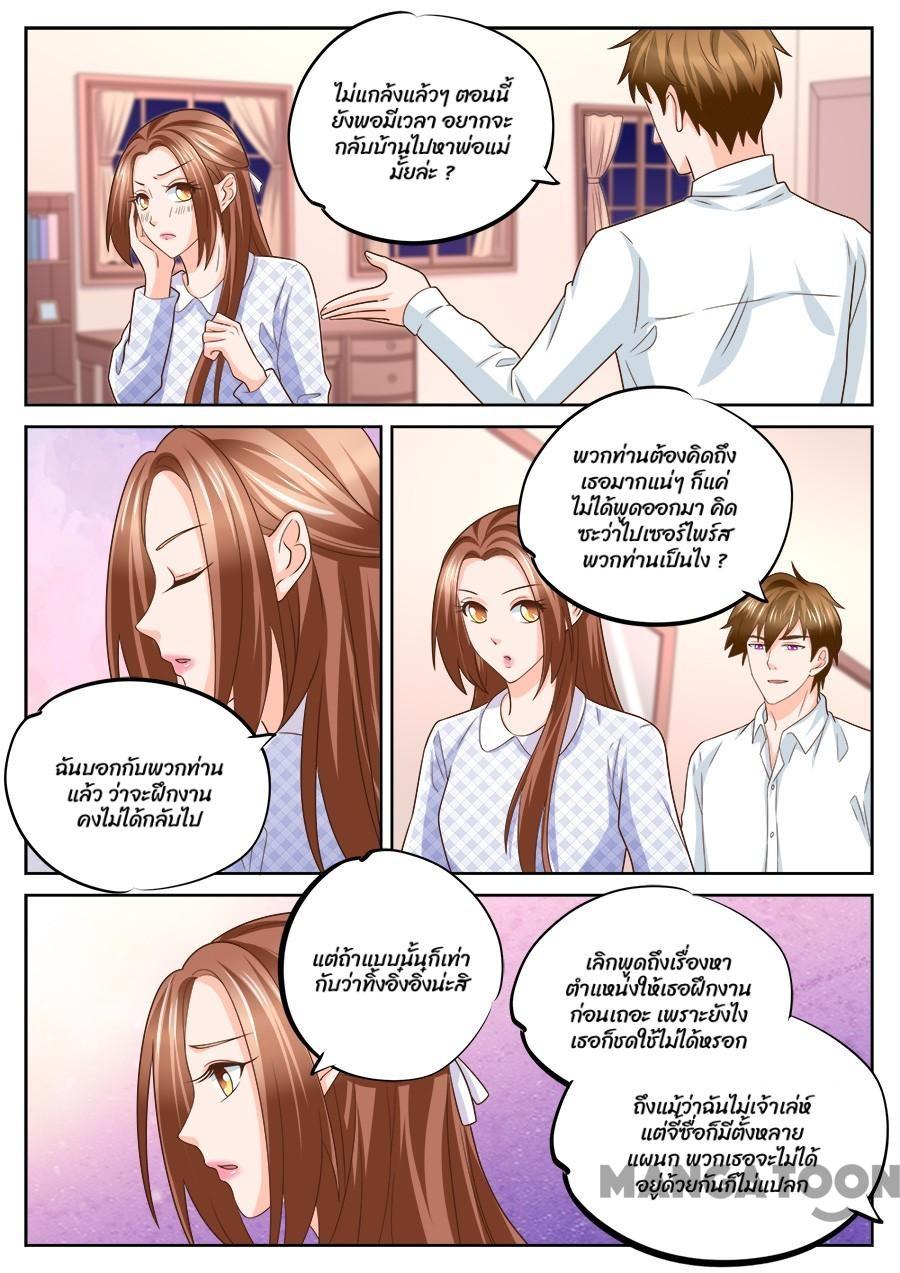 ไม่แกล้งแล้วๆ ตอนนี้
ยังพอมีเวลา อยากจะ
กลับบ้านไปหาพ่อแม่
มั้ยล่ะ ?
พวกท่านต้องคิดถึง
เธอมากแน่ๆ ก็แค่
ไม่ได้พูดออกมา คิด
ซะว่าไปเซอร์ไพร์ส
พวกท่านเป็นไง ?
ฉันบอกกับพวกท่าน
แล้ว ว่าจะฝึกงาน
คงไม่ได้กลับไป
แต่ถ้าแบบนั้นก็เท่า
กับว่าทิ้งอิ๋งอิ๋งน่ะสิ
เลิกพูดถึงเรื่องหา
ตำแหน่งให้เธอฝึกงาน
ก่อนเถอะ เพราะยังไง
เธอก็ชดใช้ไม่ได้หรอก
ถึงแม้ว่าฉันไม่เจ้าเล่ห์
แต่จี้ซื่อก็มีตั้งหลาย
แผนก พวกเธอจะไม่ได้
อยู่ด้วยกันก็ไม่แปลก
MANGATOON